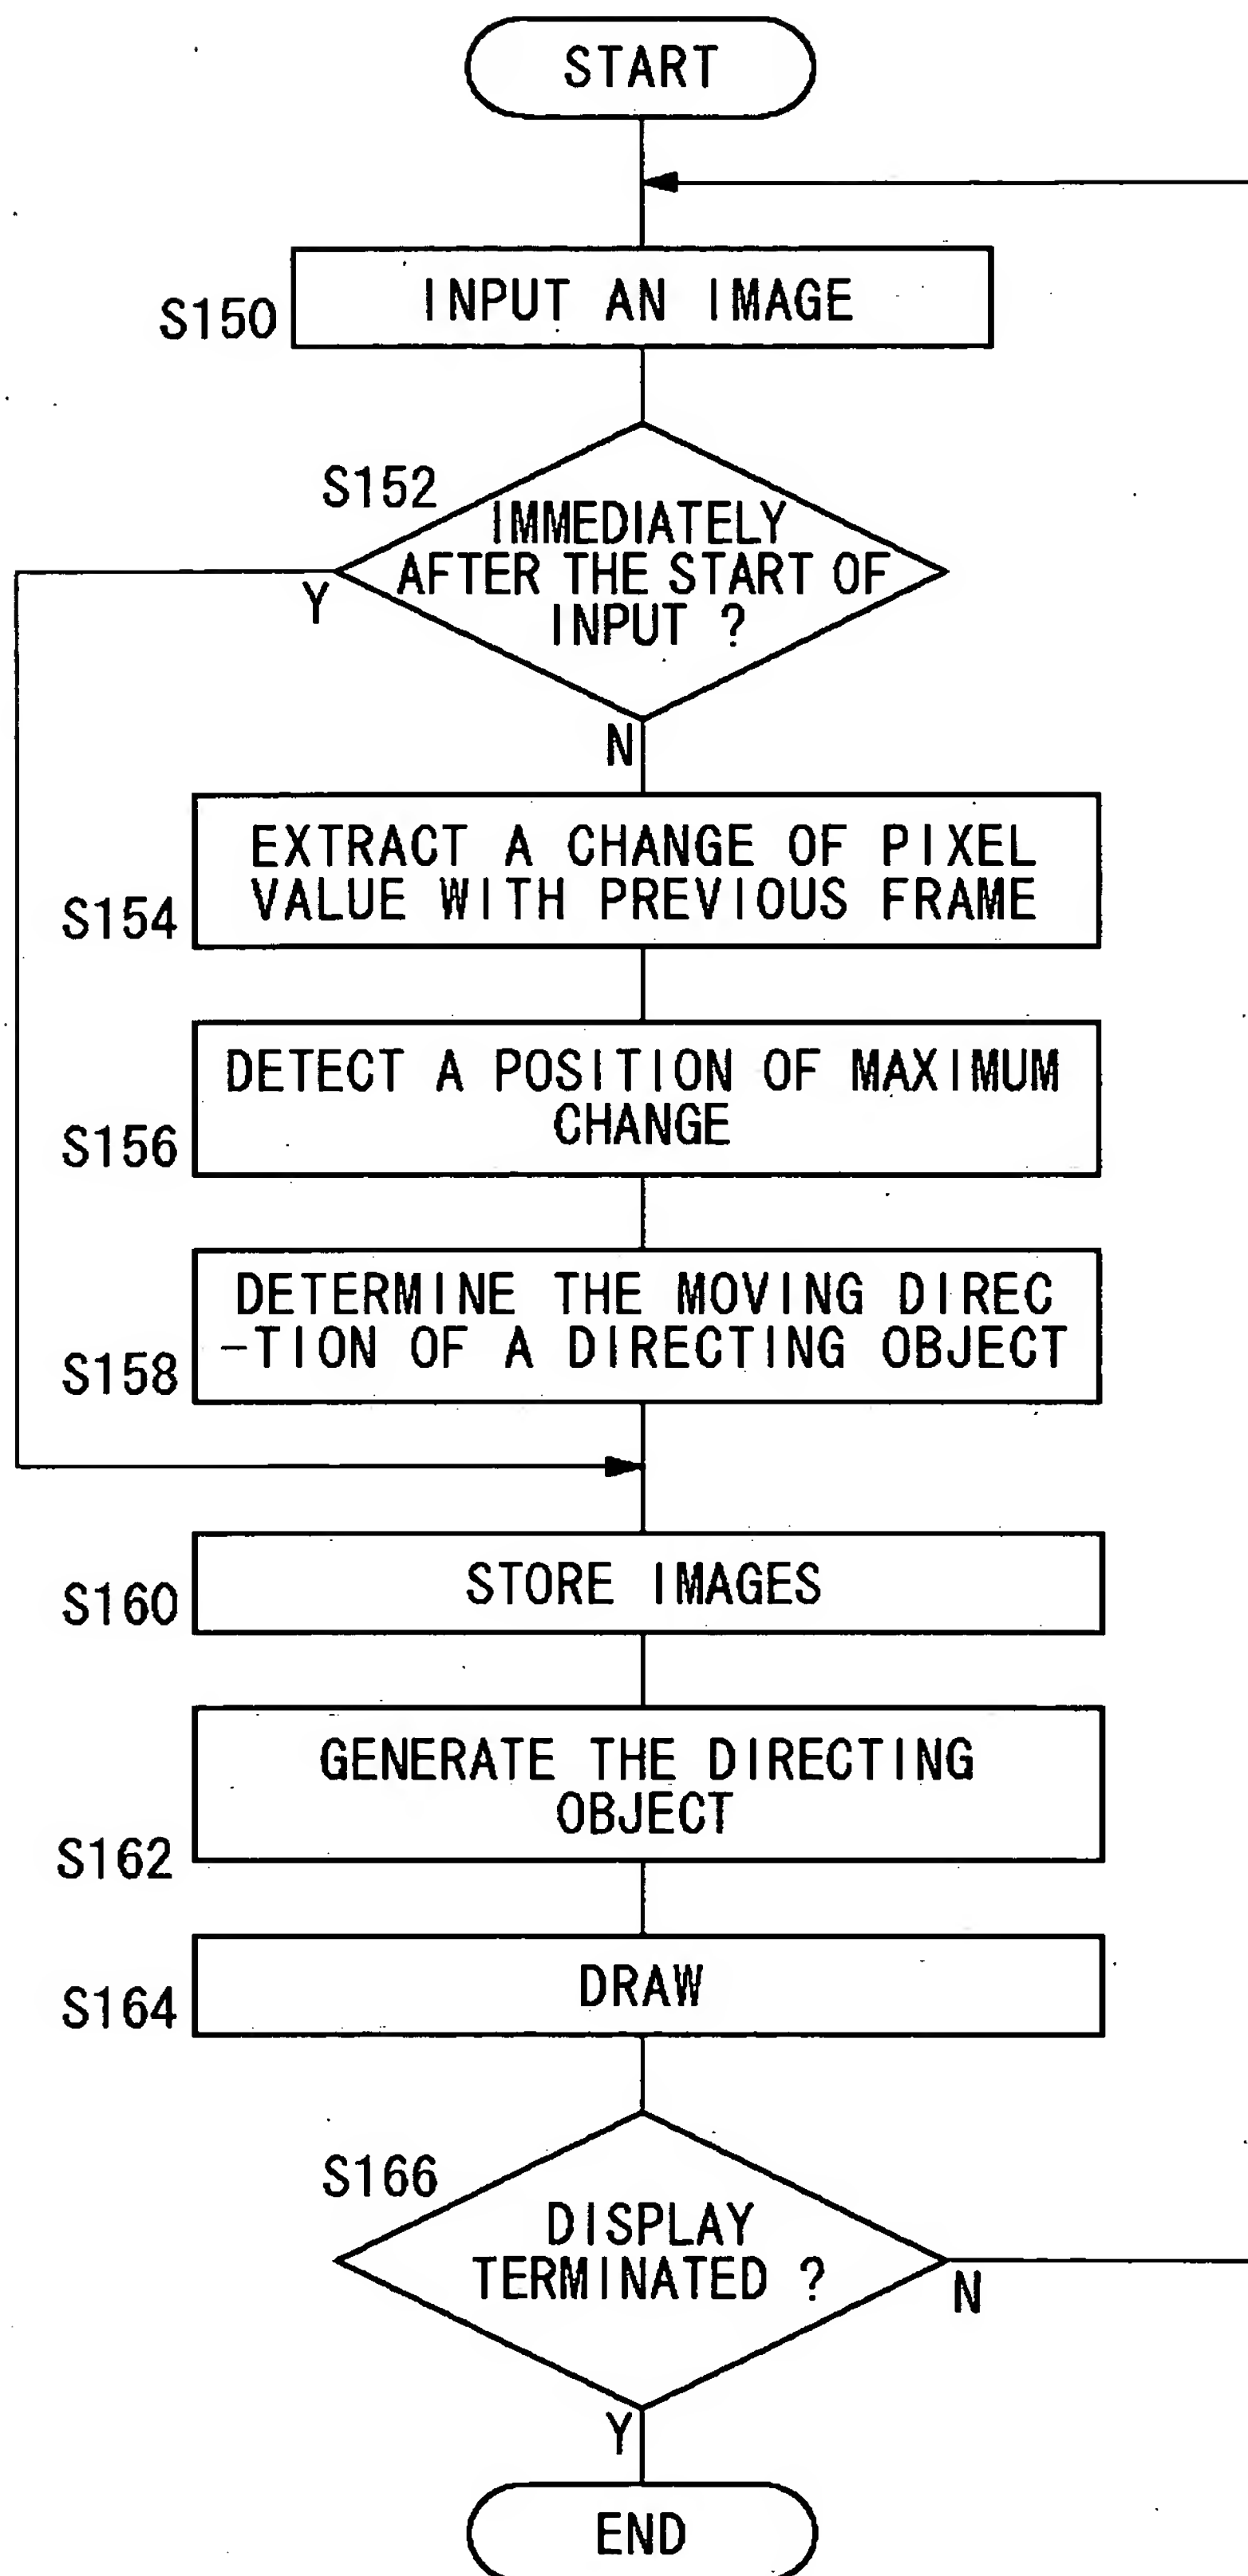 START
INPUT AN IMAGE
S150
S152
IMMEDIATELY
AFTER THE START OF
INPUT ?
Y
N
EXTRACT A CHANGE OF PIXEL
VALUE WITH PREVIOUS FRAME
S154
DETECT A POSITION OF MAXIMUM
CHANGE
S156
DETERMINE THE MOVING DIREC
-TION OF A DIRECTING OBJECT
S158
STORE IMAGES
S160
GENERATE THE DIRECTING
OBJECT
S162
DRAW
S164
S166
DISPLAY
TERMINATED ?
N
Y
END